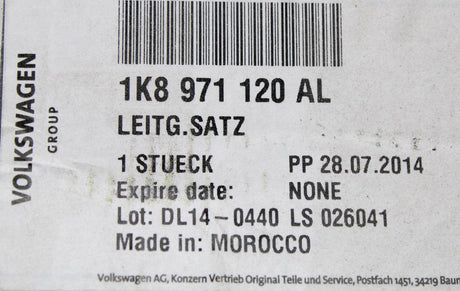 VOLKSWAGEN
GROUP
1K8 971 120 AL
LEITG.SATZ
1 STUECK PP 28.07.2014
Expire date: NONE
Lot: DL14-0440 LS 026041
Made in: MOROCCO
Volkswagen AG, Konzern Vertrieb Original Teile und Service, Postfach 1451, 34219 Baun